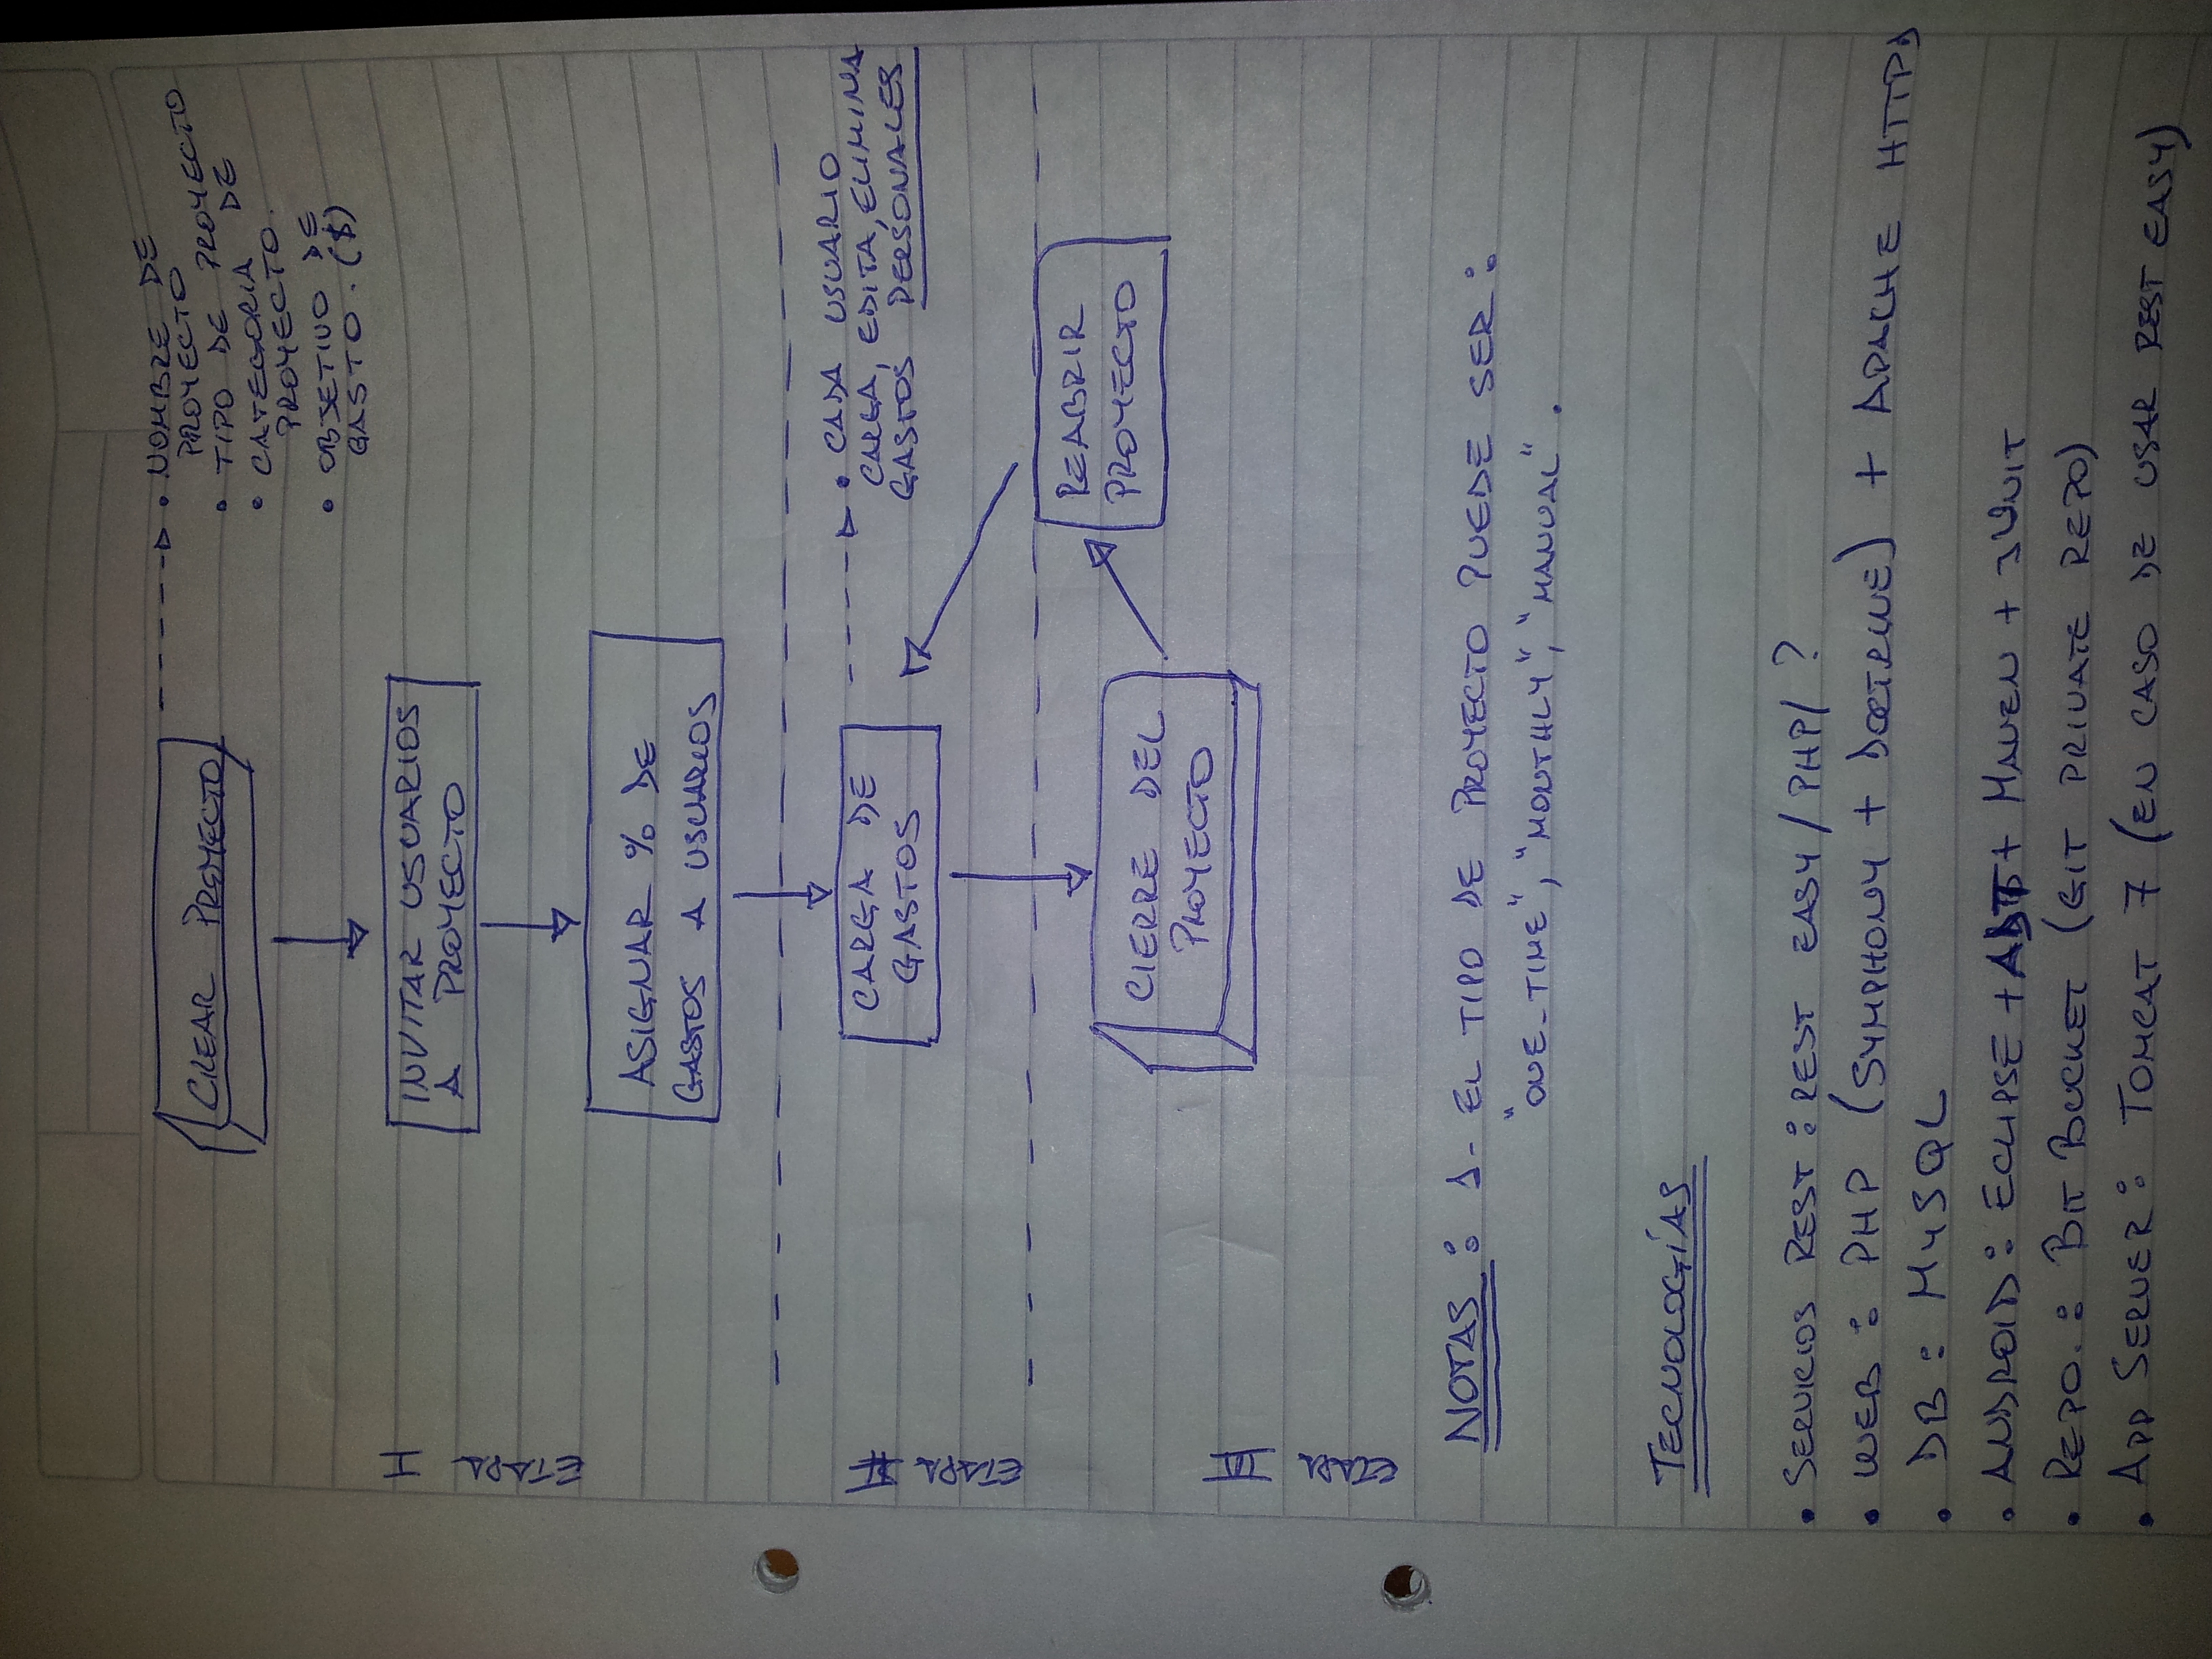 CREAR PROYECTO
• NOMBRE DE
PROYECTO
• TIPO DE PROYECTO
• CATEGORIA DE
PROYECTO.
• OBJETIVO DE
GASTO. ($)
ETAPA I
INVITAR USUARIOS
A PROYECTO
ASIGNAR % DE
GASTOS A USUARIOS
ETAPA II
CARGA DE
GASTOS
• CADA USUARIO
CARGA, EDITA, ELIMINA
GASTOS PERSONALES
REABRIR
PROYECTO
ETAPA III
CIERRE DEL
PROYECTO
NOTAS: 1- EL TIPO DE PROYECTO PUEDE SER:
"ONE-TIME", "MONTHLY", "MANUAL".
TECNOLOGÍAS
• SERVICIOS REST: REST EASY / PHP / ?
• WEB: PHP (SYMPHONY + DOCTRINE) + APACHE HTTPD
• DB: MYSQL
• ANDROID: ECLIPSE + ADT + MAVEN + JUNIT
• REPO.: BIT BUCKET (GIT PRIVATE REPO)
• APP SERVER: TOMCAT 7 (EN CASO DE USAR REST EASY)